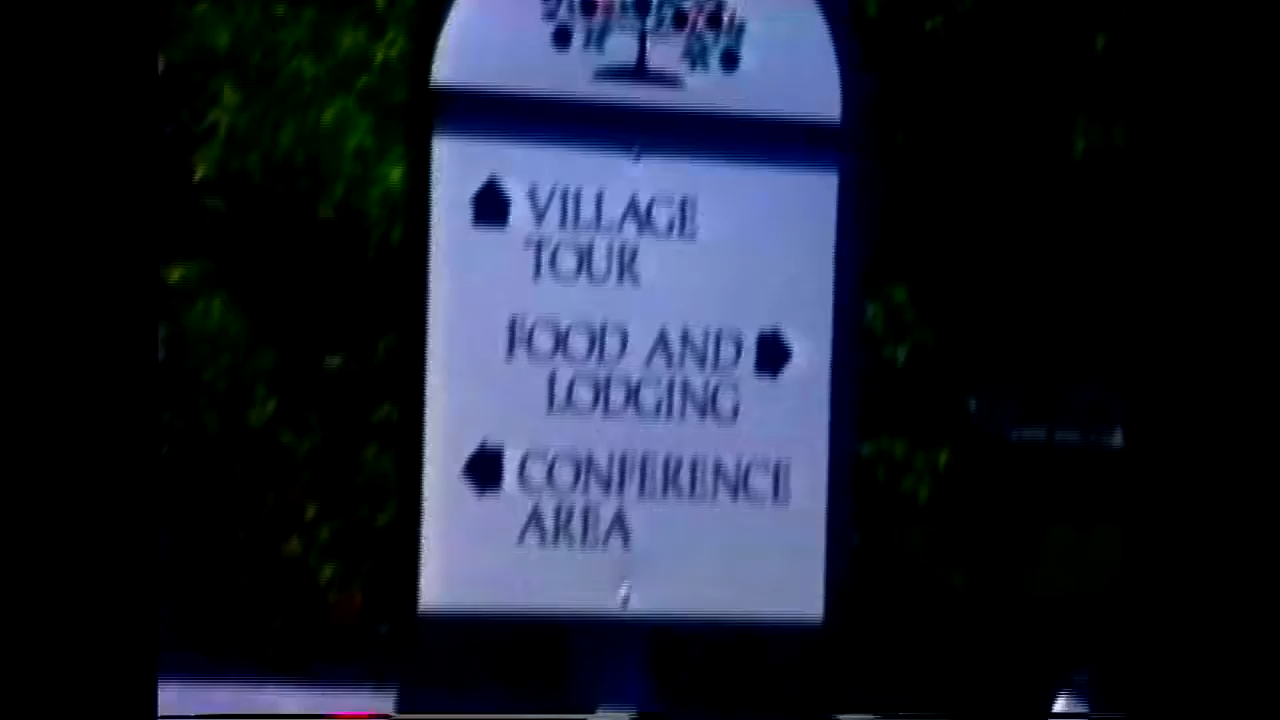 VILLAGE
TOUR
FOOD AND
LODGING
CONFERENCE
AREA